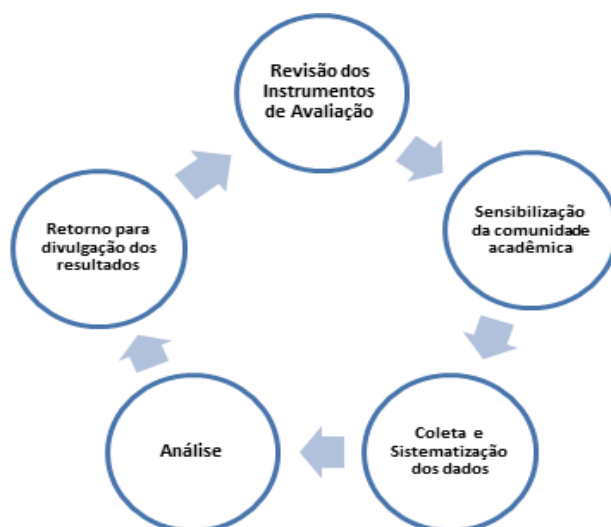 Revisão dos
Instrumentos
de Avaliação
Sensibilização
da comunidade
acadêmica
Coleta e
Sistematização
dos dados
Análise
Retorno para
divulgação dos
resultados